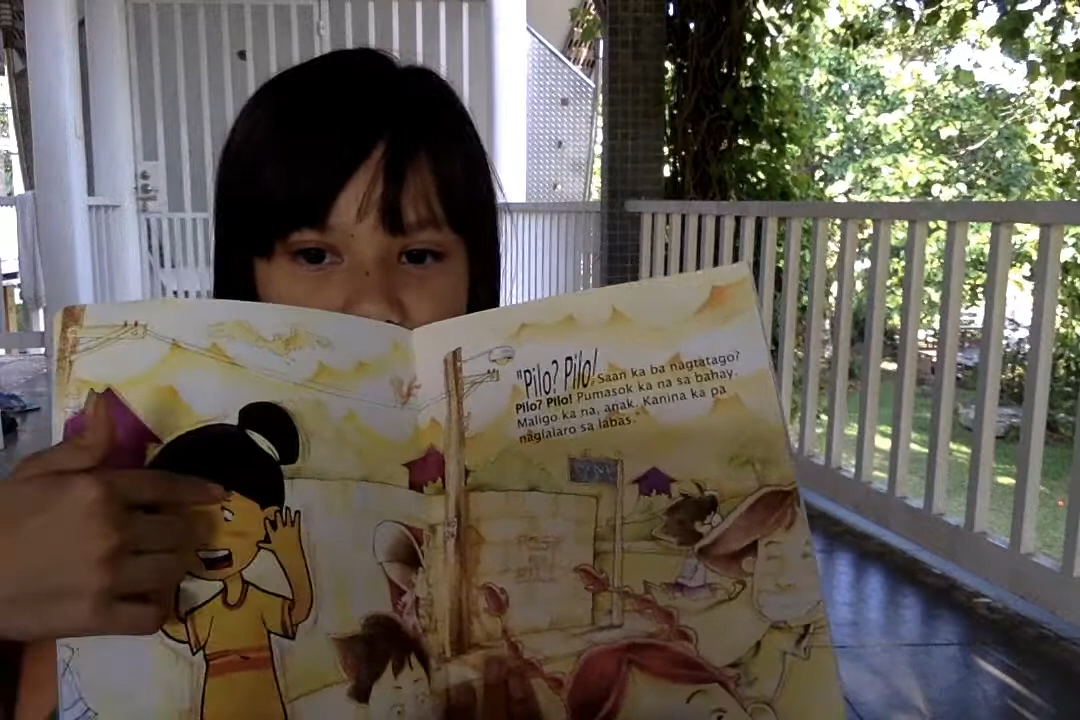 "Pilo? Pilo! Saan ka ba nagtatago?
Pilo? Pilo! Pumasok ka na sa bahay.
Maligo ka na, anak. Kanina ka pa
naglalaro sa labas."